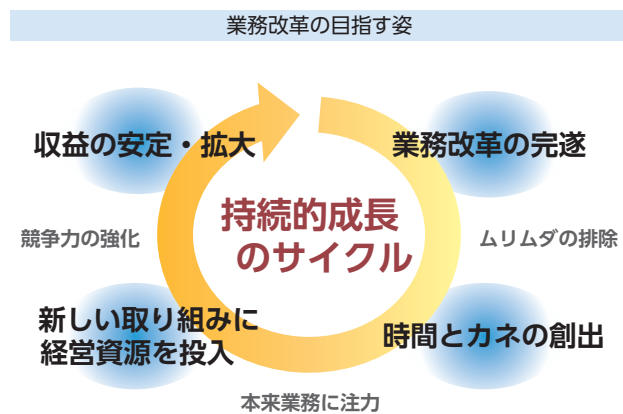 業務改革の目指す姿
収益の安定・拡大
業務改革の完遂
持続的成長
のサイクル
競争力の強化
ムリムダの排除
新しい取り組みに
経営資源を投入
時間とカネの創出
本来業務に注力